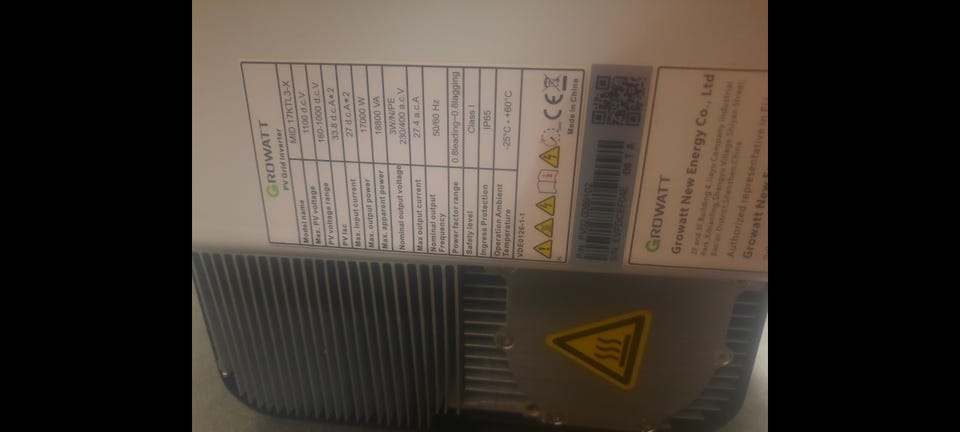 GROWATT
PV Grid Inverter
Model name MID 17KTL3-X
Max. PV voltage 1100 d.c.V
PV voltage range 160-1000 d.c.V
PV Isc 33.8 d.c.A*2
Max. input current 27 d.c.A*2
Max. output power 17000 W
Max. apparent power 18800 VA
Nominal output voltage 3W/N/PE 230/400 a.c.V
Max output current 27.4 a.c.A
Nominal output Frequency 50/60 Hz
Power factor range 0.8leading~0.8lagging
Safety level Class I
Ingress Protection IP65
Operation Ambient Temperature -25°C - +60°C
VDE0126-1-1
CE
Made in China
GROWATT
Growatt New Energy Co., Ltd
Authorized representative in
Growatt New